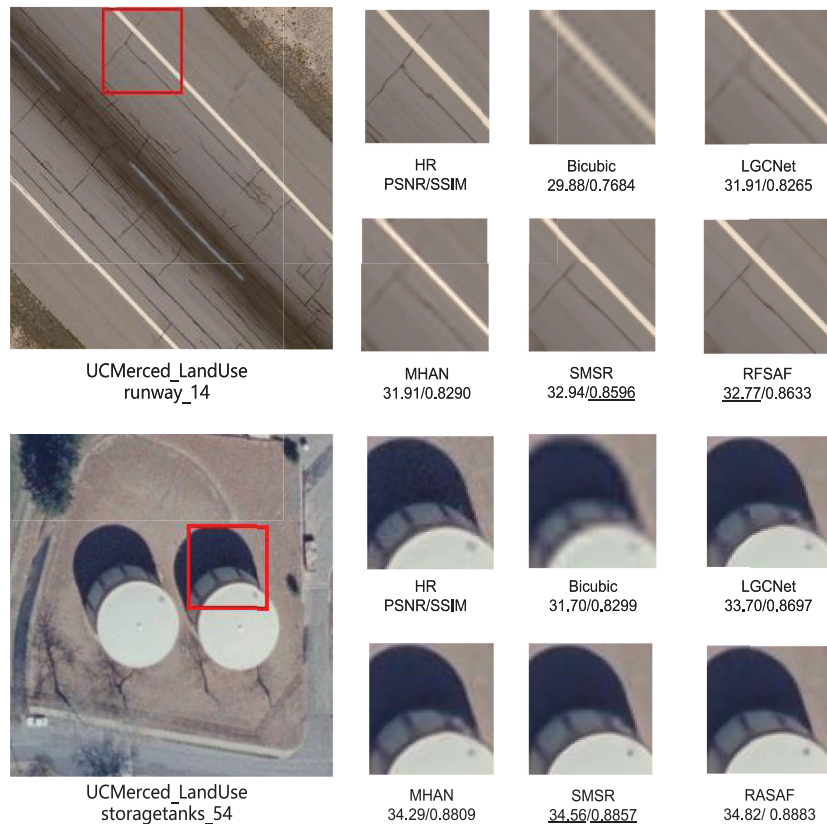 HR
PSNR/SSIM
Bicubic
29.88/0.7684
LGCNet
31.91/0.8265
MHAN
31.91/0.8290
SMSR
32.94/0.8596
RFSAF
32.77/0.8633
UCMerced_LandUse
runway_14
HR
PSNR/SSIM
Bicubic
31.70/0.8299
LGCNet
33.70/0.8697
MHAN
34.29/0.8809
SMSR
34.56/0.8857
RASAF
34.82/ 0.8883
UCMerced_LandUse
storagetanks_54